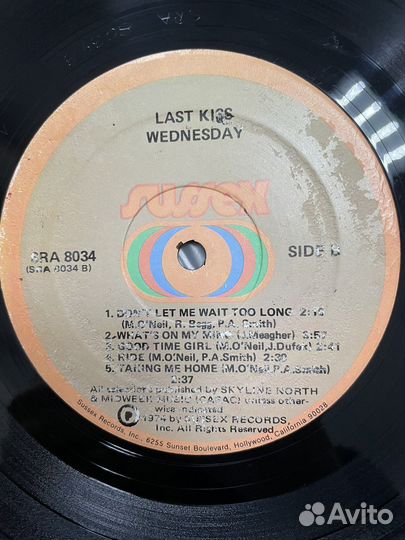 LAST KISS
WEDNESDAY
SUSSEX
SRA 8034
(SRA 8034 B)
SIDE B
1. DON'T LET ME WAIT TOO LONG
(M.O'Neil, R. Begg, P.A. Smith)
2. WHAT'S ON MY MIND (J.Meagher)
3. GOOD TIME GIRL (M.O'NEIL, J.Dufek) 2:41
4. RIDE (M.O'Neil, P.A.Smith) 2:30
5. TAKING ME HOME (M.O'Neil, P.A.Smith)
2:37
All selections published by SKYLINE NORTH
& MIDWEEK MUSIC (CAPAC) unless other-
wise indicated
℗ 1974 by SUSSEX RECORDS,
Inc. All Rights Reserved.
Sussex Records, Inc., 6255 Sunset Boulevard, Hollywood, California 90028
Avito